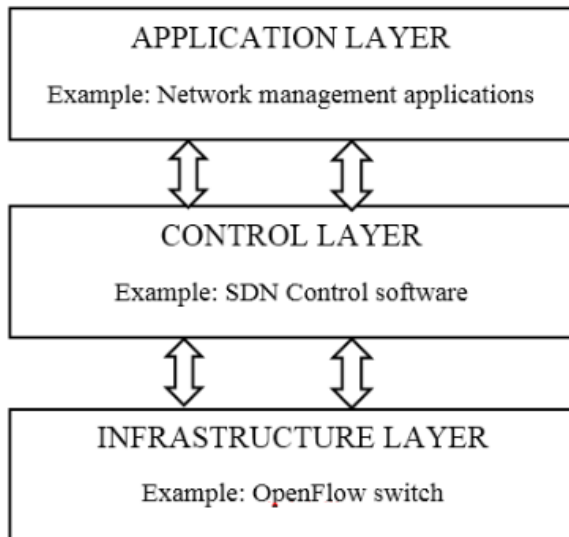 APPLICATION LAYER
Example: Network management applications
CONTROL LAYER
Example: SDN Control software
INFRASTRUCTURE LAYER
Example: OpenFlow switch